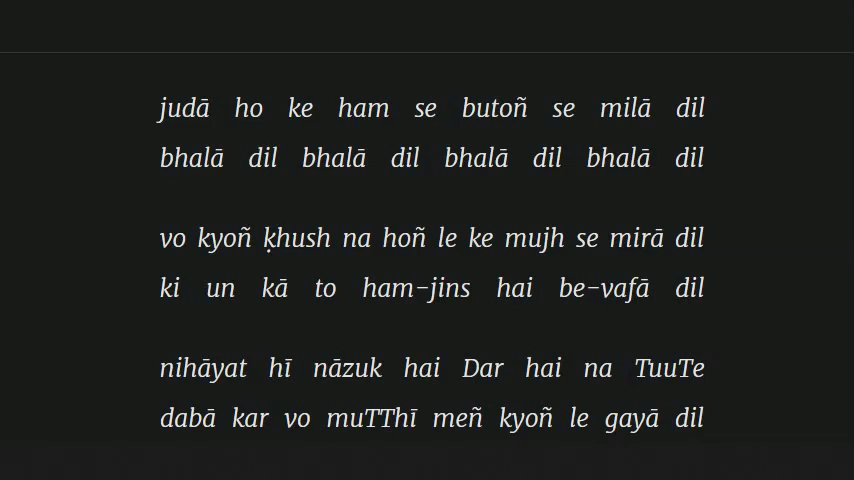 judā ho ke ham se butoñ se milā dil
bhalā dil bhalā dil bhalā dil bhalā dil
vo kyoñ ḳhush na hoñ le ke mujh se mirā dil
ki un kā to ham-jins hai be-vafā dil
nihāyat hī nāzuk hai Dar hai na TuuTe
dabā kar vo muTThī meñ kyoñ le gayā dil